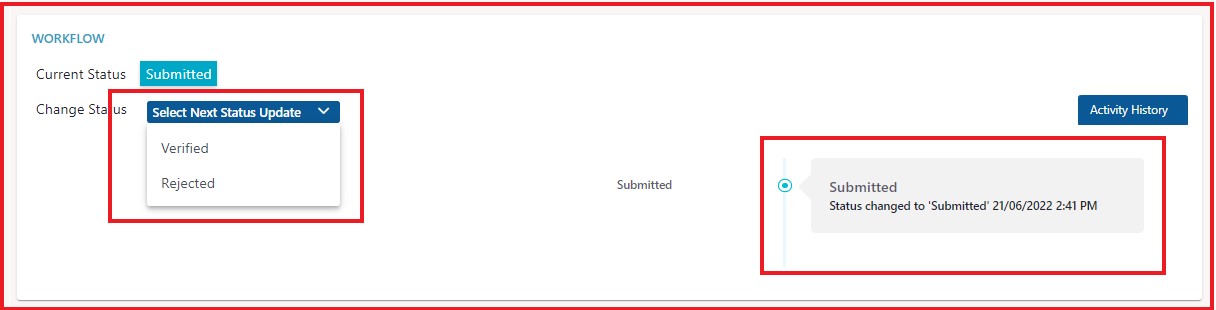 WORKFLOW
Current Status Submitted
Change Status Select Next Status Update
Activity History
Verified
Rejected
Submitted
Submitted
Status changed to 'Submitted' 21/06/2022 2:41 PM